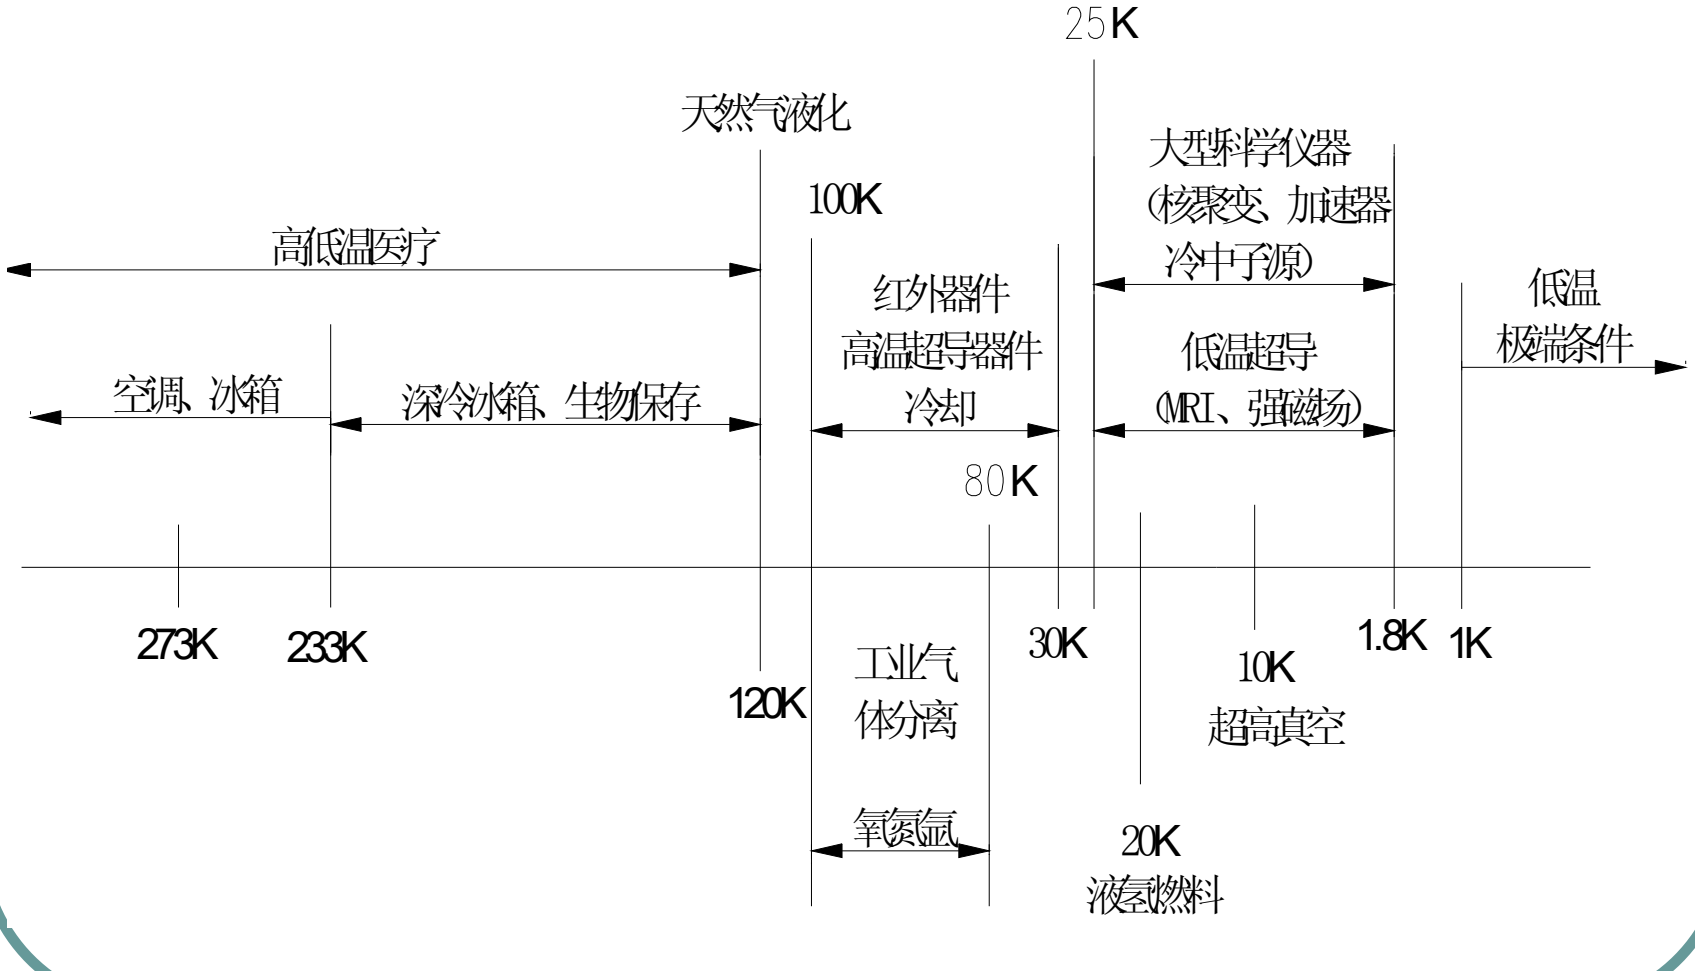 25K
天然气液化
大型科学仪器
(核聚变、加速器
冷中子源)
100K
高低温医疗
红外器件
高温超导器件
冷却
低温
极端条件
低温超导
(MRI、强磁场)
空调、冰箱
深冷冰箱、生物保存
80K
273K
233K
120K
30K
10K
超高真空
1.8K
1K
工业气
体分离
氧氮氩
20K
液氢燃料